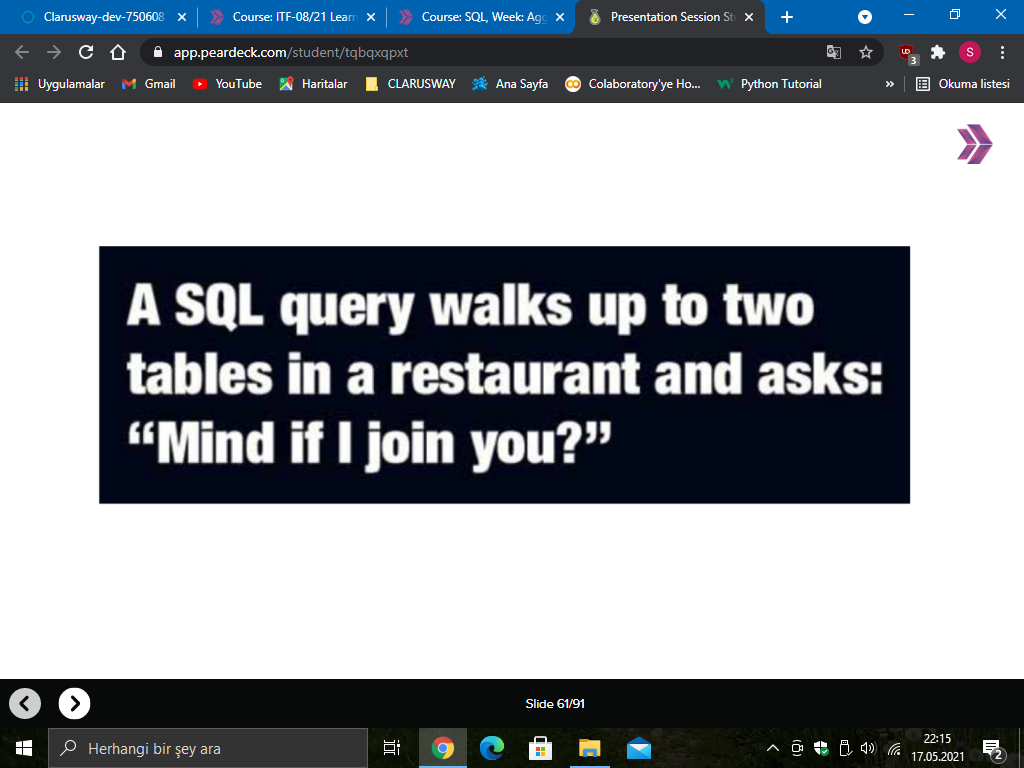 Clarusway-dev-750608
Course: ITF-08/21 Learn
Course: SQL, Week: Agg
Presentation Session St
app.peardeck.com/student/tqbqxqpxt
3
S
Uygulamalar
Gmail
YouTube
Haritalar
CLARUSWAY
Ana Sayfa
Colaboratory'ye Ho...
Python Tutorial
»
Okuma listesi
A SQL query walks up to two
tables in a restaurant and asks:
“Mind if I join you?”
Slide 61/91
Herhangi bir şey ara
22:15
17.05.2021
2